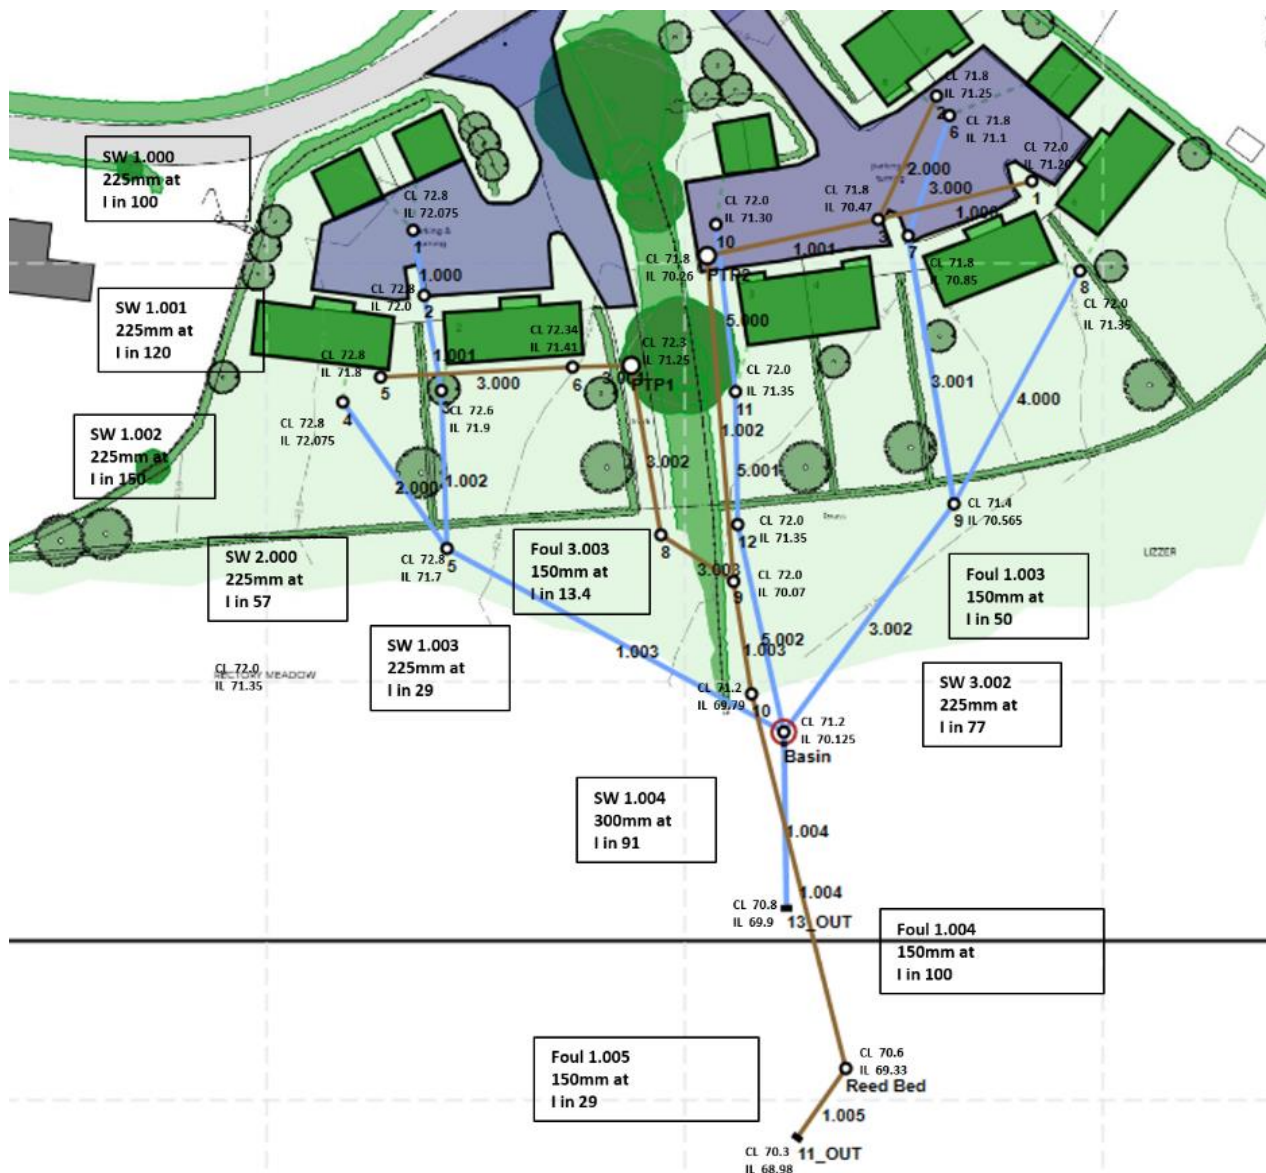 CL 71.8
IL 71.25
2
CL 71.8
IL 71.1
6
CL 72.0
IL 71.20
1
2.000
3.000
1.000
SW 1.000
225mm at
I in 100
CL 72.8
IL 72.075
1
1.000
CL 72.0
IL 71.30
10
CL 71.8
IL 70.47
3
1.001
7
CL 71.8
IL 70.85
CL 71.8
IL 70.26
PTP2
8
CL 72.0
IL 71.35
SW 1.001
225mm at
I in 120
CL 72.8
IL 72.0
2
1.001
5.000
CL 72.34
IL 71.41
6
CL 72.3
IL 71.25
PTP1
CL 72.8
IL 71.8
5
3.000
3.001
CL 72.0
IL 71.35
11
3.001
4.000
CL 72.8
IL 72.075
4
3
CL 72.6
IL 71.9
1.002
SW 1.002
225mm at
I in 150
2.000
1.002
3.002
5.001
CL 71.4
IL 70.565
9
CL 72.0
IL 71.35
12
LIZZER
SW 2.000
225mm at
I in 57
CL 72.8
IL 71.7
5
Foul 3.003
150mm at
I in 13.4
8
3.003
9
CL 72.0
IL 70.07
Foul 1.003
150mm at
I in 50
3.002
SW 1.003
225mm at
I in 29
1.003
5.002
1.003
CL 72.0
RECTORY MEADOW
IL 71.35
CL 71.2
IL 69.79
10
SW 3.002
225mm at
I in 77
CL 71.2
IL 70.125
Basin
SW 1.004
300mm at
I in 91
1.004
1.004
CL 70.8
IL 69.9
13_OUT
Foul 1.004
150mm at
I in 100
Foul 1.005
150mm at
I in 29
CL 70.6
IL 69.33
Reed Bed
1.005
CL 70.3
IL 68.98
11_OUT